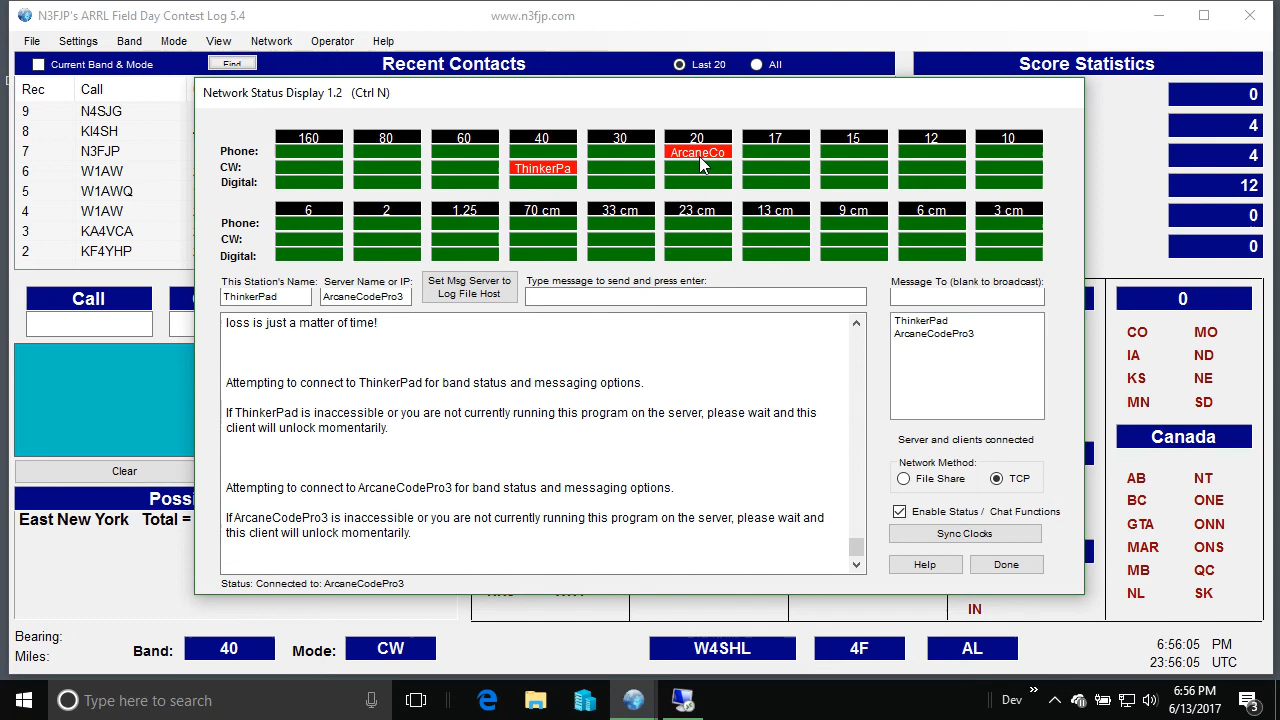 N3FJP's ARRL Field Day Contest Log 5.4
www.n3fjp.com
File Settings Band Mode View Network Operator Help
Current Band & Mode
Find
Recent Contacts
Last 20
All
Score Statistics
Rec Call
9 N4SJG
8 KI4SH
7 N3FJP
6 W1AW
5 W1AWQ
4 W1AW
3 KA4VCA
2 KF4YHP
0
4
4
12
0
0
Network Status Display 1.2 (Ctrl N)
160 80 60 40 30 20 17 15 12 10
Phone: ArcaneCo
CW: ThinkerPa
Digital:
6 2 1.25 70 cm 33 cm 23 cm 13 cm 9 cm 6 cm 3 cm
Phone:
CW:
Digital:
This Station's Name:
Server Name or IP:
Set Msg Server to
Log File Host
Type message to send and press enter:
Message To (blank to broadcast):
ThinkerPad
ArcaneCodePro3
loss is just a matter of time!
Attempting to connect to ThinkerPad for band status and messaging options.
If ThinkerPad is inaccessible or you are not currently running this program on the server, please wait and this
client will unlock momentarily.
Attempting to connect to ArcaneCodePro3 for band status and messaging options.
If ArcaneCodePro3 is inaccessible or you are not currently running this program on the server, please wait and
this client will unlock momentarily.
Status: Connected to: ArcaneCodePro3
ThinkerPad
ArcaneCodePro3
Server and clients connected
Network Method:
File Share
TCP
Enable Status / Chat Functions
Sync Clocks
Help
Done
Call
Clear
East New York Total =
0
CO MO
IA ND
KS NE
MN SD
Canada
AB NT
BC ONE
GTA ONN
MAR ONS
MB QC
NL SK
IN
Bearing:
Miles:
Band: 40
Mode: CW
W4SHL
4F
AL
6:56:05 PM
23:56:05 UTC
Type here to search
Dev
6:56 PM
6/13/2017
3